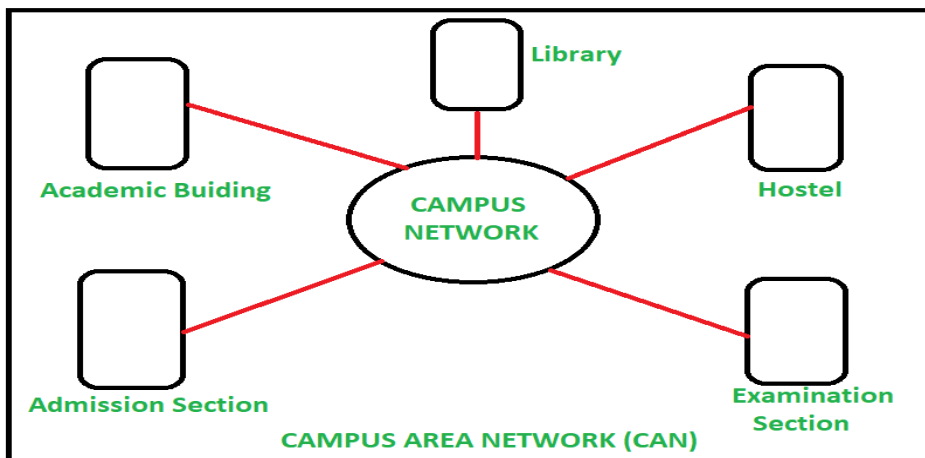 Library
Academic Buiding
Hostel
CAMPUS
NETWORK
Admission Section
Examination
Section
CAMPUS AREA NETWORK (CAN)